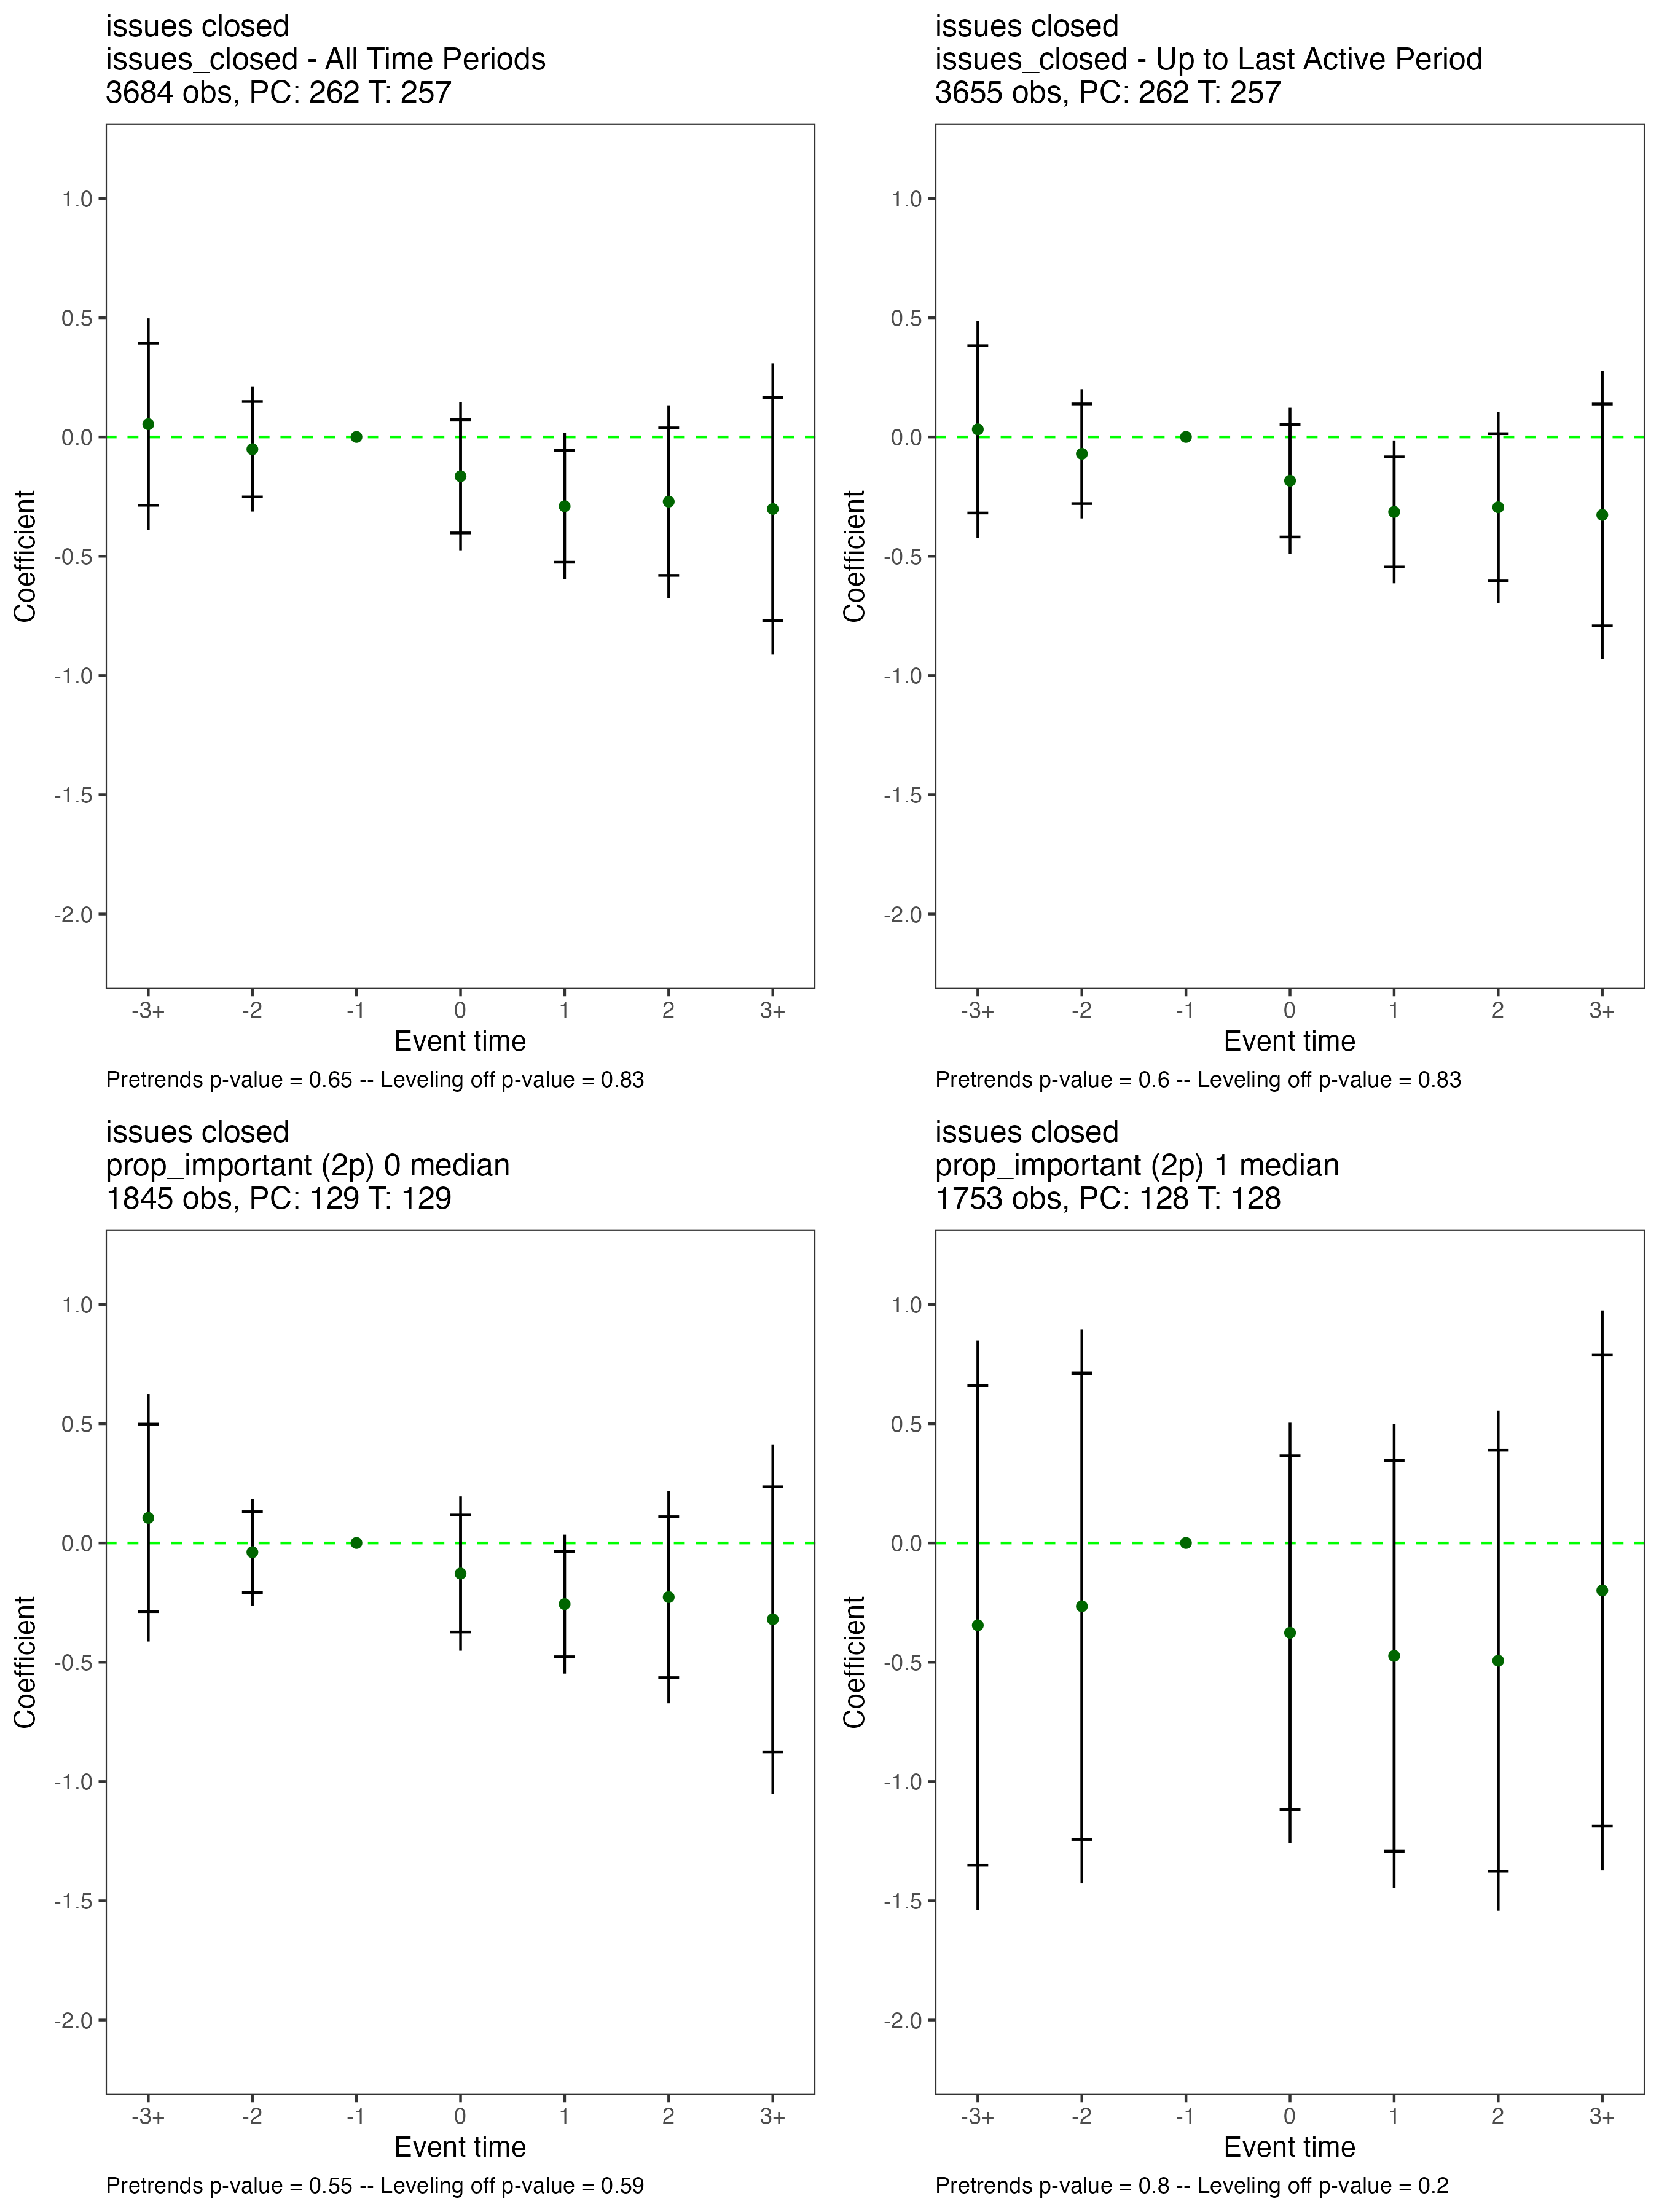 issues closed
issues_closed - All Time Periods
3684 obs, PC: 262 T: 257
1.0
0.5
0.0
-0.5
-1.0
-1.5
-2.0
Coefficient
-3+ -2 -1 0 1 2 3+
Event time
Pretrends p-value = 0.65 -- Leveling off p-value = 0.83
issues closed
issues_closed - Up to Last Active Period
3655 obs, PC: 262 T: 257
1.0
0.5
0.0
-0.5
-1.0
-1.5
-2.0
Coefficient
-3+ -2 -1 0 1 2 3+
Event time
Pretrends p-value = 0.6 -- Leveling off p-value = 0.83
issues closed
prop_important (2p) 0 median
1845 obs, PC: 129 T: 129
1.0
0.5
0.0
-0.5
-1.0
-1.5
-2.0
Coefficient
-3+ -2 -1 0 1 2 3+
Event time
Pretrends p-value = 0.55 -- Leveling off p-value = 0.59
issues closed
prop_important (2p) 1 median
1753 obs, PC: 128 T: 128
1.0
0.5
0.0
-0.5
-1.0
-1.5
-2.0
Coefficient
-3+ -2 -1 0 1 2 3+
Event time
Pretrends p-value = 0.8 -- Leveling off p-value = 0.2